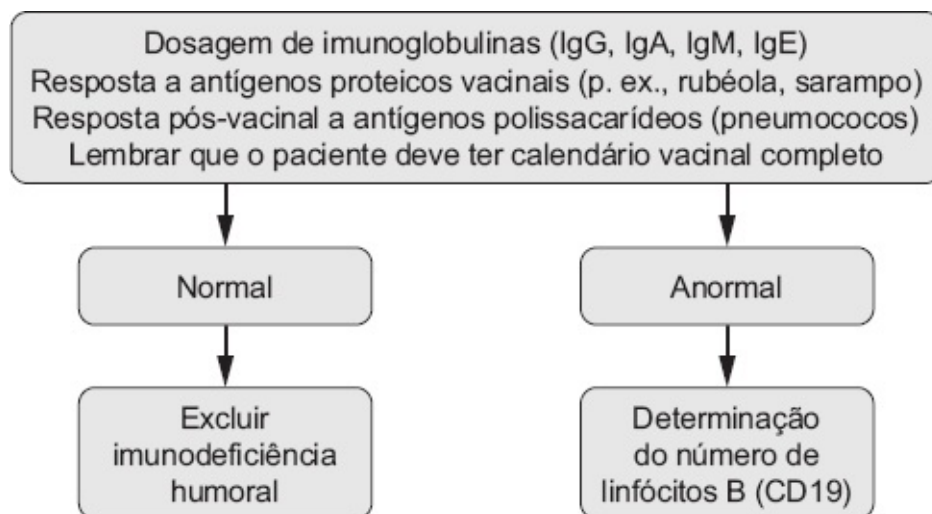 Dosagem de imunoglobulinas (IgG, IgA, IgM, IgE)
Resposta a antígenos proteicos vacinais (p. ex., rubéola, sarampo)
Resposta pós-vacinal a antígenos polissacarídeos (pneumococos)
Lembrar que o paciente deve ter calendário vacinal completo
Normal
Anormal
Excluir
imunodeficiência
humoral
Determinação
do número de
linfócitos B (CD19)